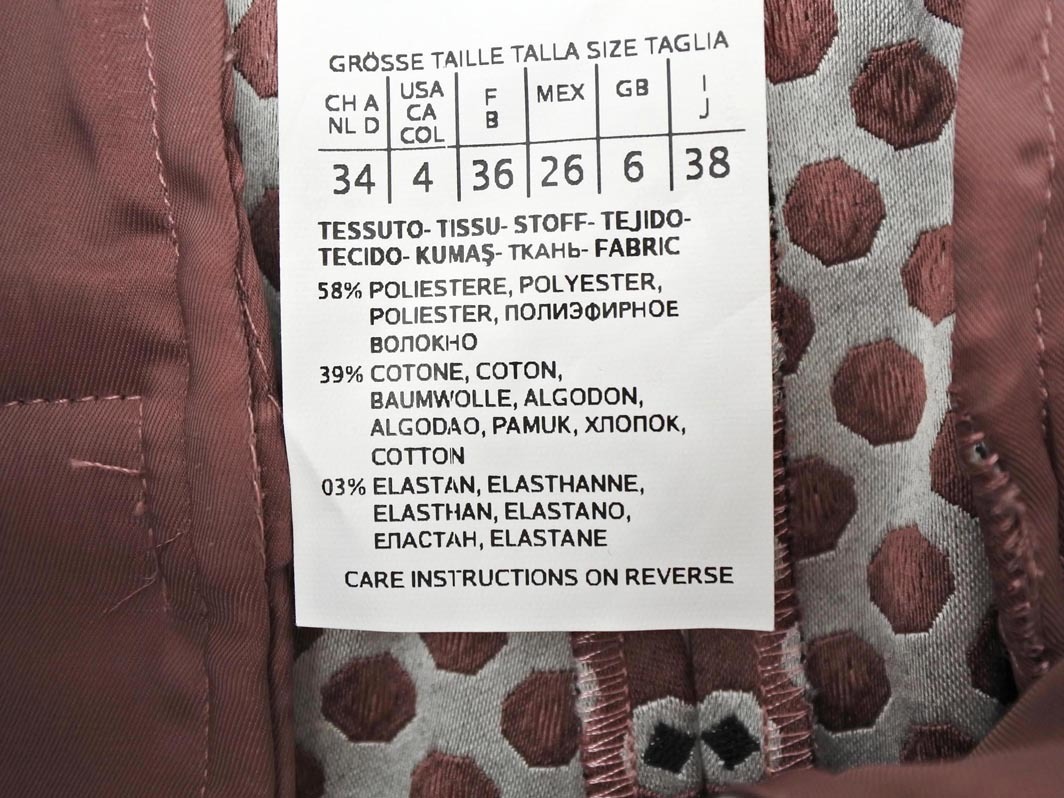 GRÖSSE TAILLE TALLA SIZE TAGLIA
CH A NL D | USA CA COL | F B | MEX | GB | I J
34 | 4 | 36 | 26 | 6 | 38
TESSUTO- TISSU- STOFF- TEJIDO-
TECIDO- KUMAŞ- ТКАНЬ- FABRIC
58% POLIESTERE, POLYESTER,
POLIESTER, ПОЛИЭФИРНОЕ
ВОЛОКНО
39% COTONE, COTON,
BAUMWOLLE, ALGODON,
ALGODAO, PAMUK, ХЛОПОК,
COTTON
03% ELASTAN, ELASTHANNE,
ELASTHAN, ELASTANO,
ЕПАСТАН, ELASTANE
CARE INSTRUCTIONS ON REVERSE